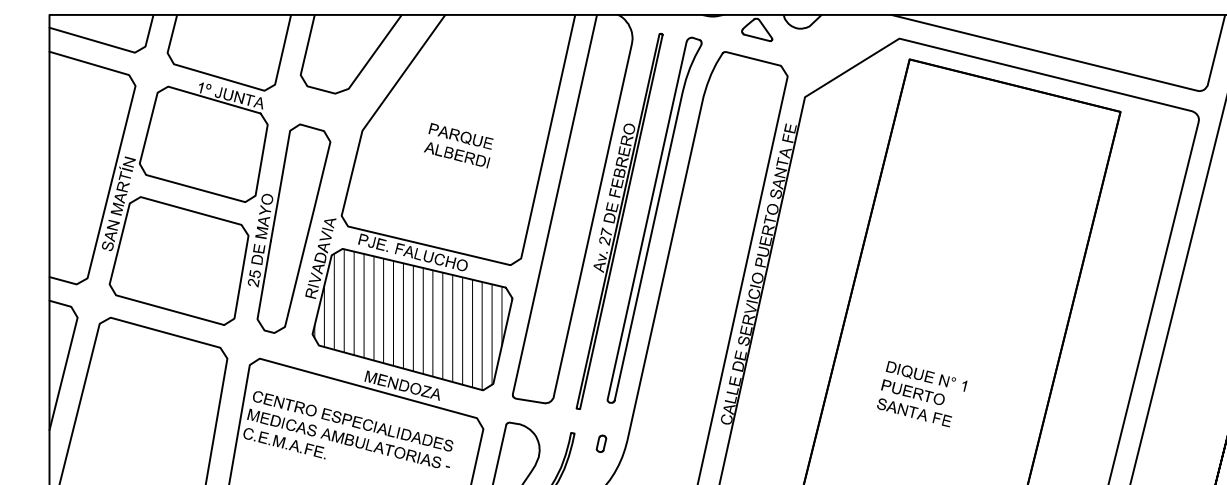 1º JUNTA
SAN MARTÍN
25 DE MAYO
RIVADAVIA
PARQUE
ALBERDI
PJE. FALUCHO
MENDOZA
CENTRO ESPECIALIDADES
MEDICAS AMBULATORIAS -
C.E.M.A.FE.
Av. 27 DE FEBRERO
CALLE DE SERVICIO PUERTO SANTA FE
DIQUE N° 1
PUERTO
SANTA FE